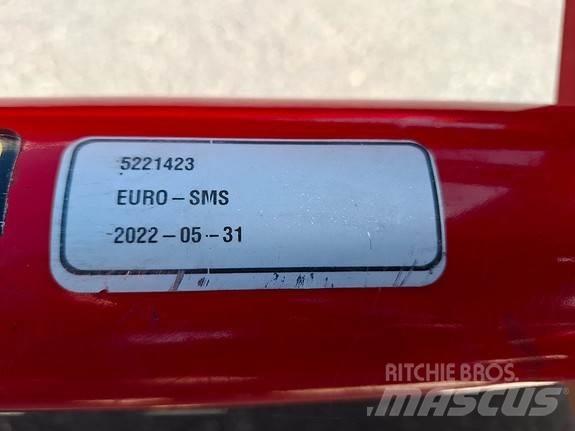 5221423
EURO-SMS
2022-05-31
RITCHIE BROS.
MASCUS